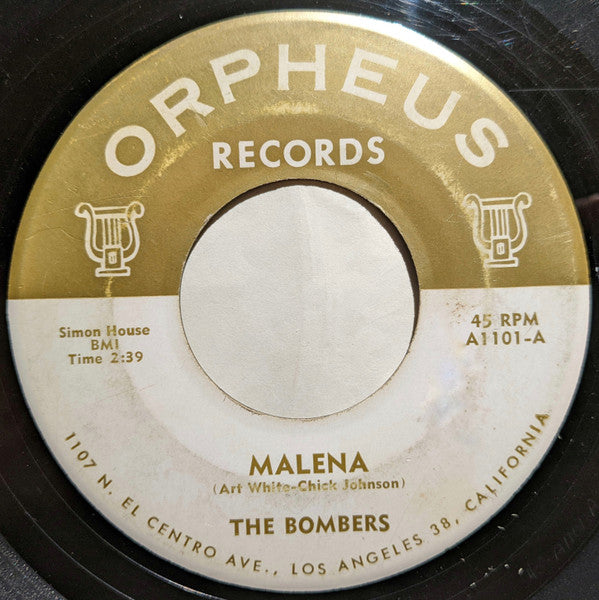 ORPHEUS
RECORDS
Simon House
BMI
Time 2:39
45 RPM
A1101-A
MALENA
(Art White-Chick Johnson)
THE BOMBERS
1107 N. EL CENTRO AVE., LOS ANGELES 38, CALIFORNIA